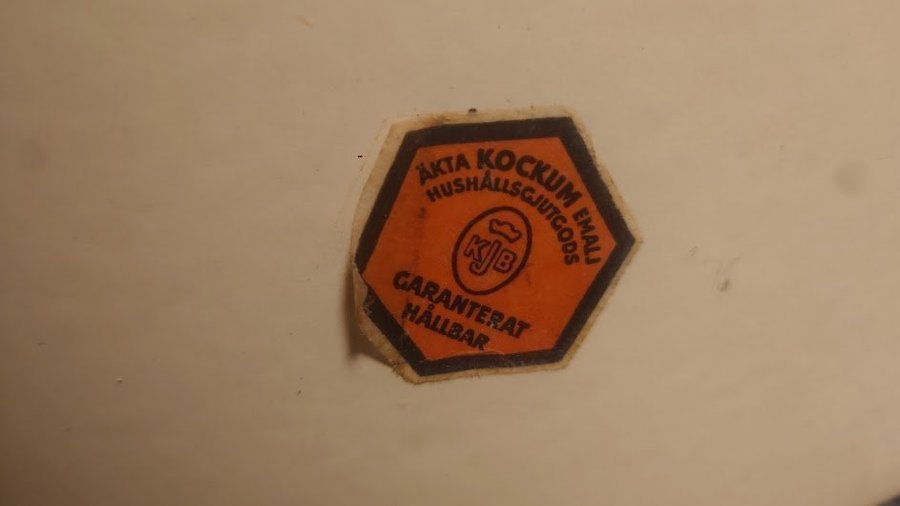 ÄKTA KOCKUM EMALJ
HUSHÅLLSGJUTGODS
KJB
GARANTERAT
HÅLLBAR